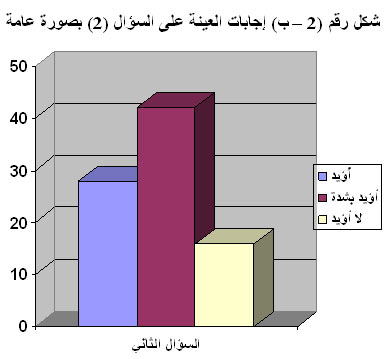 شكل رقم (2 – ب) إجابات العينة على السؤال (2) بصورة عامة
50
40
30
20
10
0
أؤيد
أؤيد بشدة
لا أؤيد
السؤال الثاني